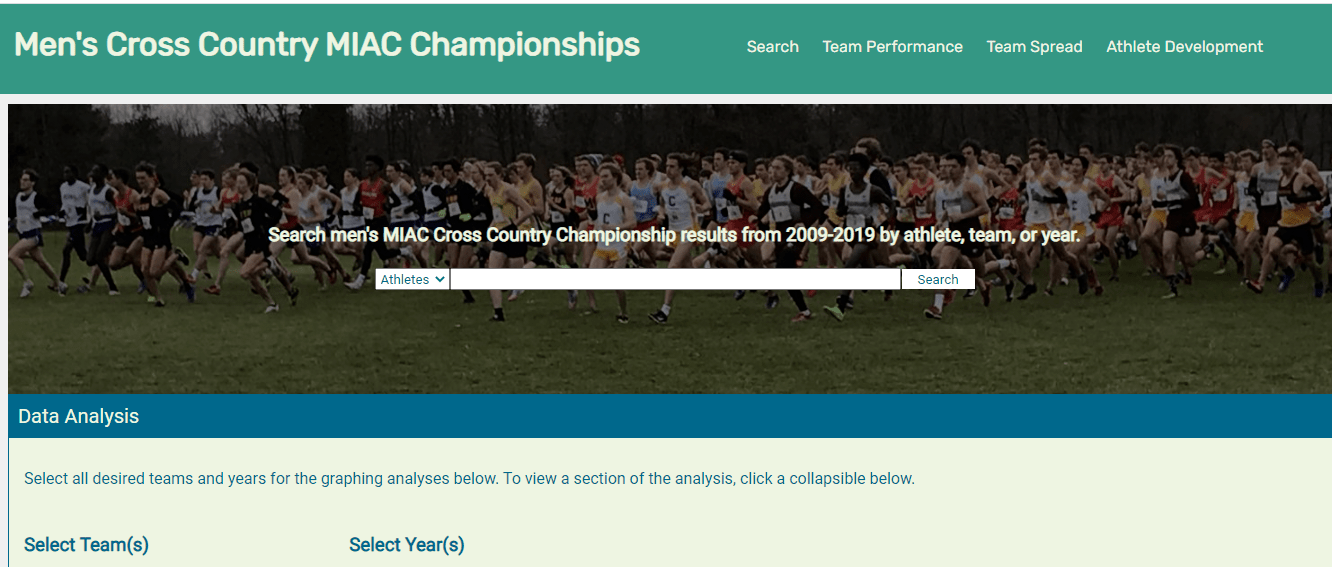 Men's Cross Country MIAC Championships
Search Team Performance Team Spread Athlete Development
Search men's MIAC Cross Country Championship results from 2009-2019 by athlete, team, or year.
Athletes Search
Data Analysis
Select all desired teams and years for the graphing analyses below. To view a section of the analysis, click a collapsible below.
Select Team(s) Select Year(s)